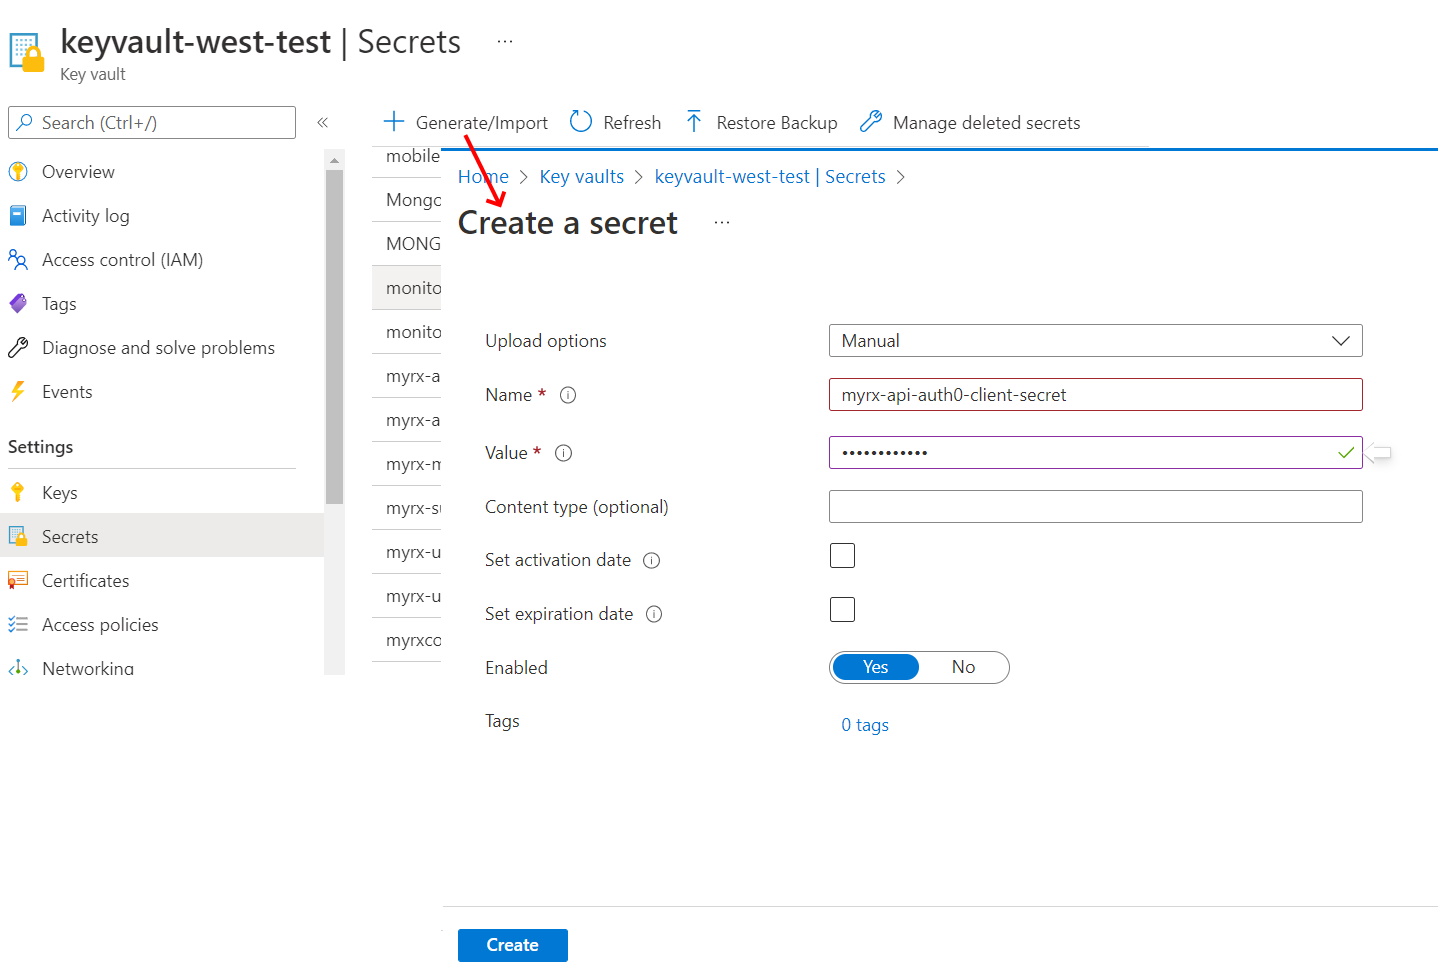 keyvault-west-test | Secrets ...
Key vault
Search (Ctrl+/)
«
Overview
Activity log
Access control (IAM)
Tags
Diagnose and solve problems
Events
Settings
Keys
Secrets
Certificates
Access policies
Networking
Generate/Import Refresh Restore Backup Manage deleted secrets
mobile
Mongo
MONG
monito
monito
myrx-a
myrx-a
myrx-m
myrx-su
myrx-u
myrx-u
myrxco
Home > Key vaults > keyvault-west-test | Secrets >
Create a secret ...
Upload options Manual
Name * myrx-api-auth0-client-secret
Value * ••••••••••••
Content type (optional)
Set activation date
Set expiration date
Enabled Yes No
Tags 0 tags
Create